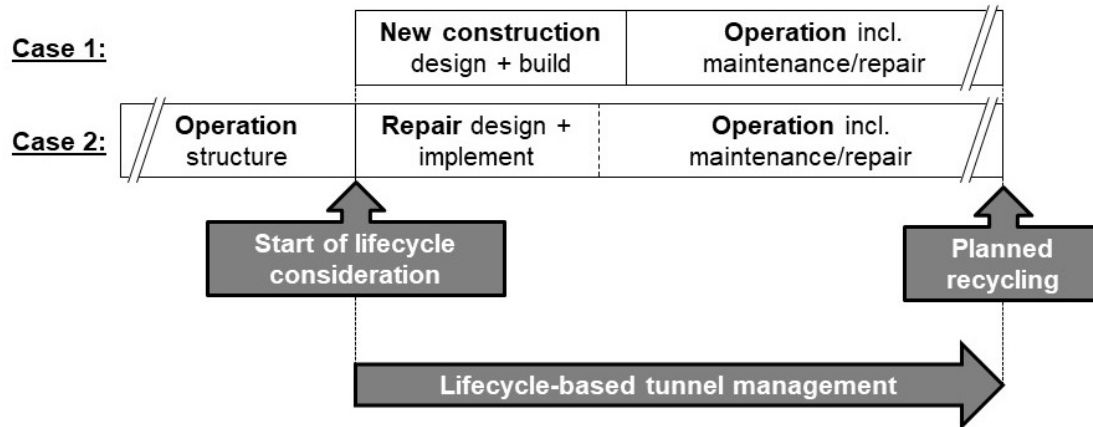 Case 1:
New construction
design + build
Operation incl.
maintenance/repair
Case 2:
Operation
structure
Repair design +
implement
Operation incl.
maintenance/repair
Start of lifecycle
consideration
Planned
recycling
Lifecycle-based tunnel management